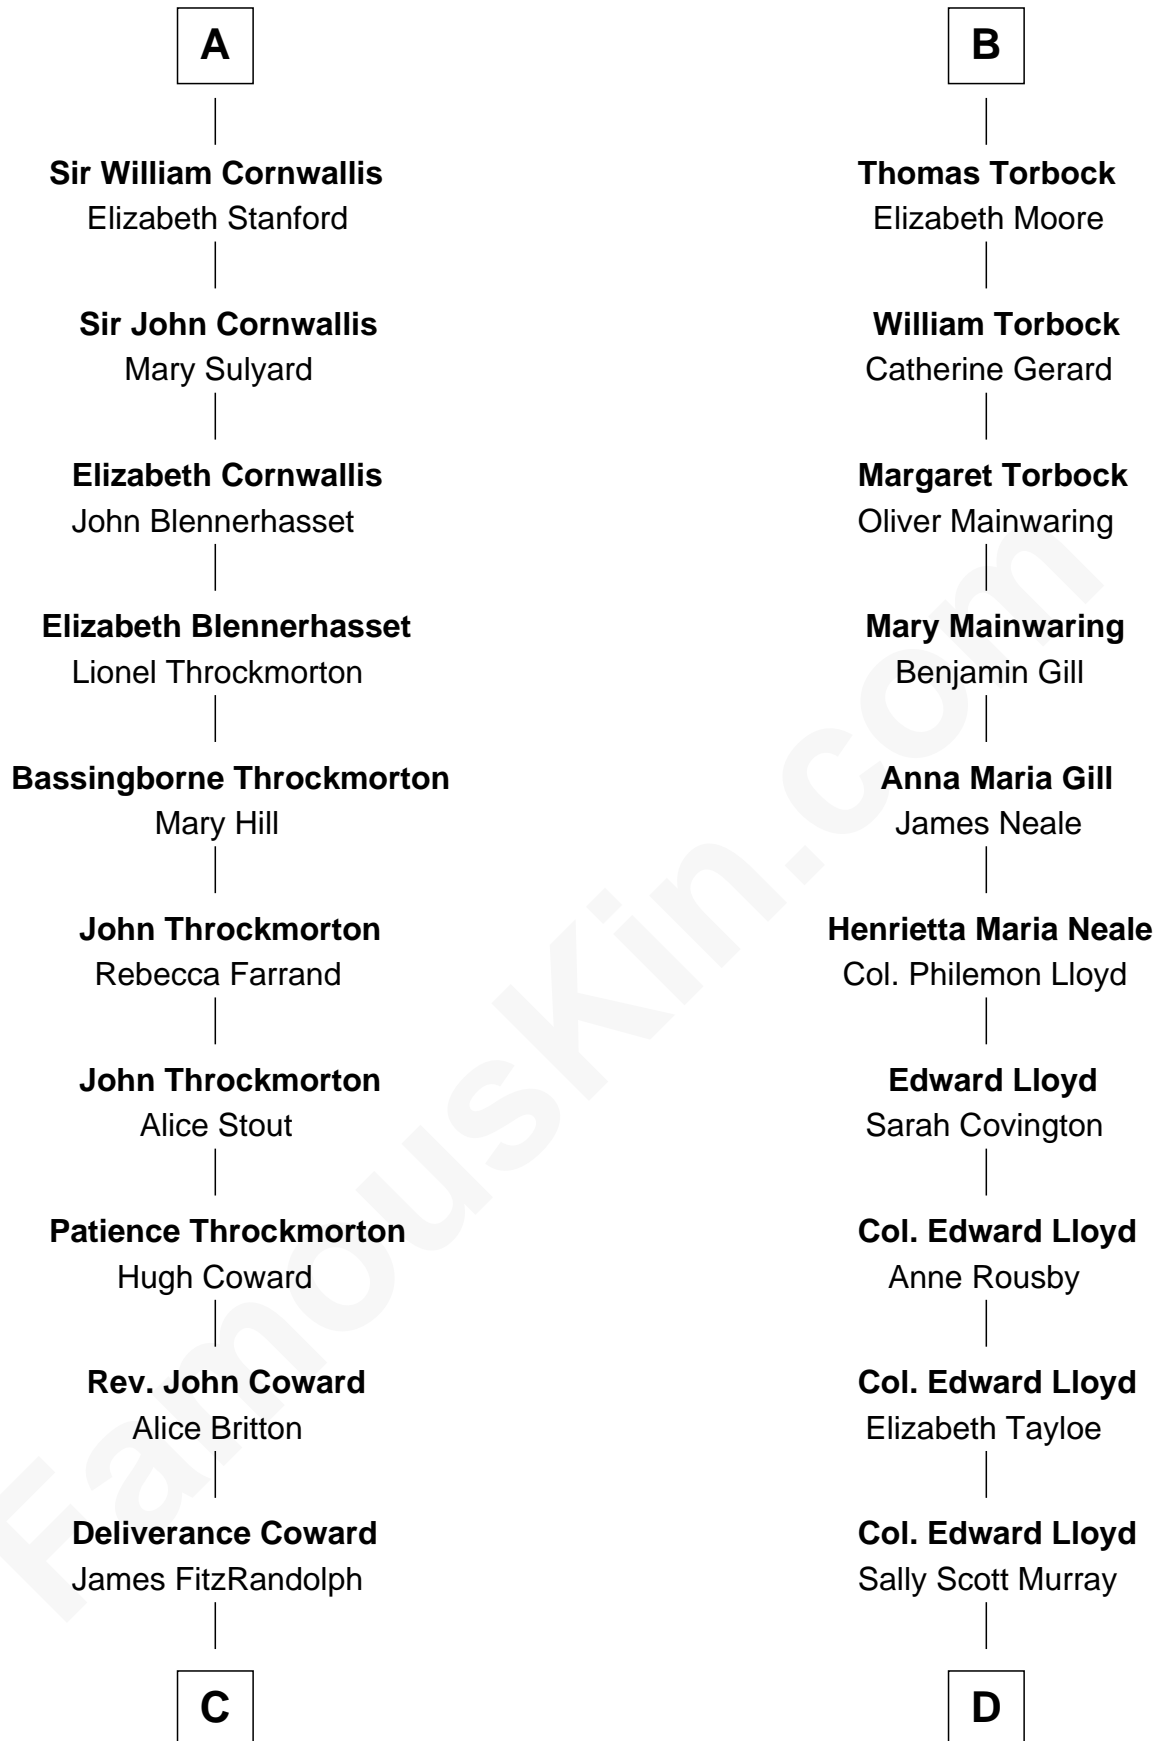 A
Sir William Cornwallis
Elizabeth Stanford
Sir John Cornwallis
Mary Sulyard
Elizabeth Cornwallis
John Blennerhasset
Elizabeth Blennerhasset
Lionel Throckmorton
Bassingborne Throckmorton
Mary Hill
John Throckmorton
Rebecca Farrand
John Throckmorton
Alice Stout
Patience Throckmorton
Hugh Coward
Rev. John Coward
Alice Britton
Deliverance Coward
James FitzRandolph
C
B
Thomas Torbock
Elizabeth Moore
William Torbock
Catherine Gerard
Margaret Torbock
Oliver Mainwaring
Mary Mainwaring
Benjamin Gill
Anna Maria Gill
James Neale
Henrietta Maria Neale
Col. Philemon Lloyd
Edward Lloyd
Sarah Covington
Col. Edward Lloyd
Anne Rousby
Col. Edward Lloyd
Elizabeth Tayloe
Col. Edward Lloyd
Sally Scott Murray
D
FamousKin.com